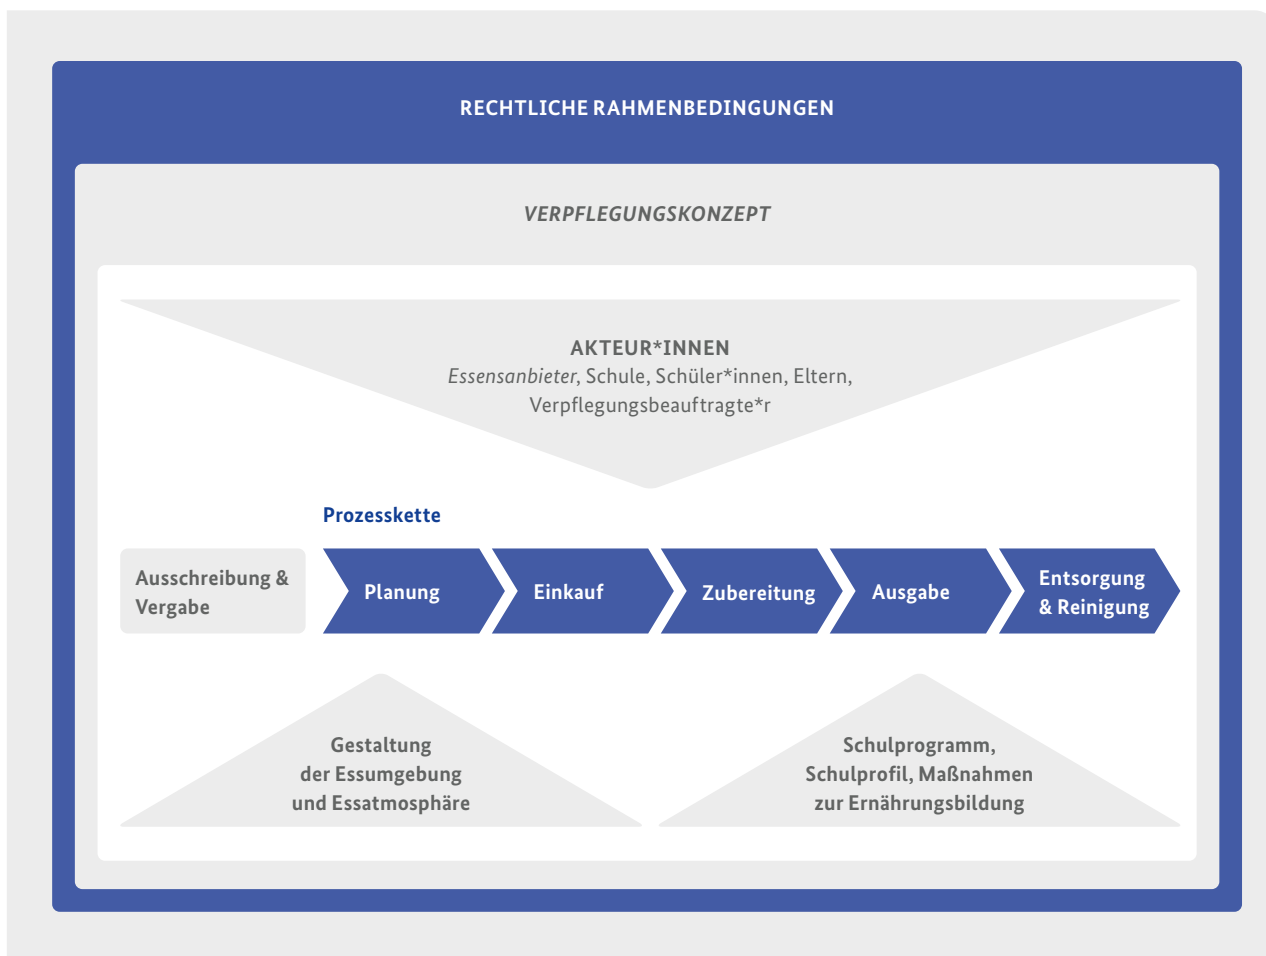 RECHTLICHE RAHMENBEDINGUNGEN
VERPFLEGUNGSKONZEPT
AKTEUR*INNEN
Essensanbieter, Schule, Schüler*innen, Eltern,
Verpflegungsbeauftragte*r
Prozesskette
Ausschreibung &
Vergabe
Planung
Einkauf
Zubereitung
Ausgabe
Entsorgung
& Reinigung
Gestaltung
der Essumgebung
und Essatmosphäre
Schulprogramm,
Schulprofil, Maßnahmen
zur Ernährungsbildung